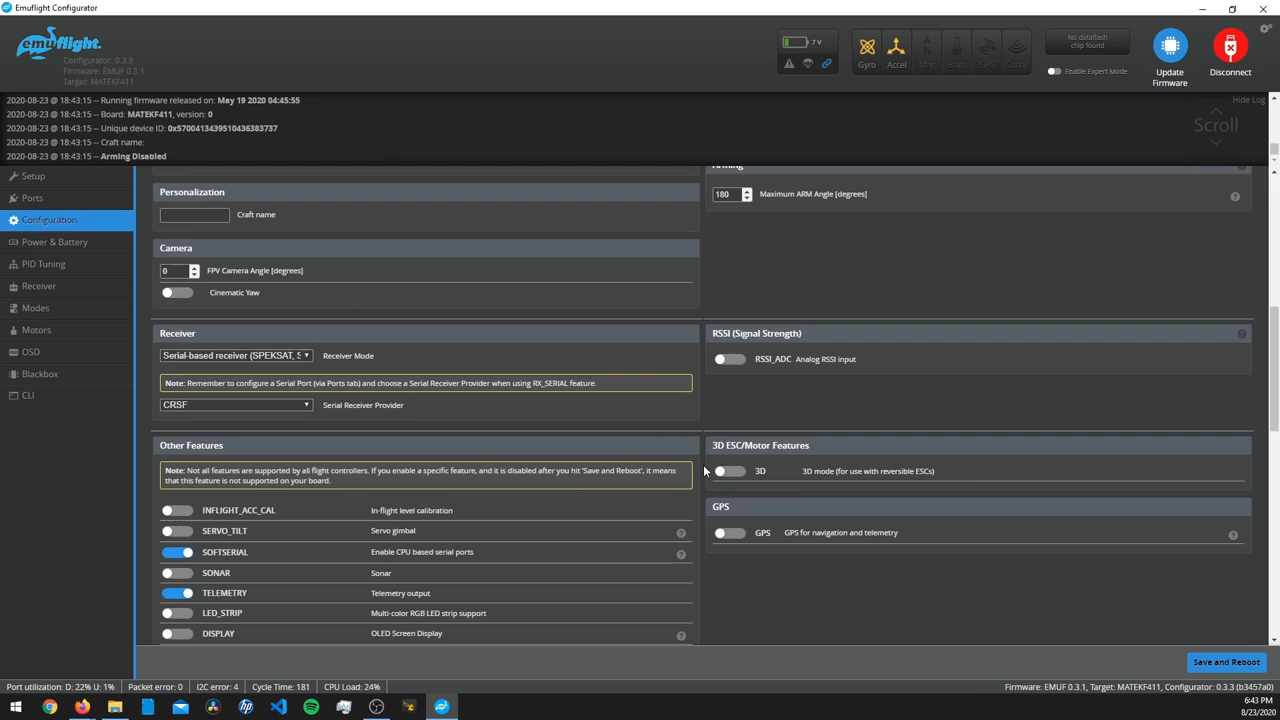 Emuflight Configurator
emuflight
Configurator: 0.3.3
Firmware: EMUF 0.3.1
Target: MATEKF411
7 V
Gyro
Accel
Mag
Baro
GPS
Sonar
No dataflash
chip found
Enable Expert Mode
Update
Firmware
Disconnect
2020-08-23 @ 18:43:15 -- Running firmware released on: May 19 2020 04:45:55
2020-08-23 @ 18:43:15 -- Board: MATEKF411, version: 0
2020-08-23 @ 18:43:15 -- Unique device ID: 0x5700413439510436383737
2020-08-23 @ 18:43:15 -- Craft name:
2020-08-23 @ 18:43:15 -- Arming Disabled
Hide Log
Scroll
Setup
Ports
Configuration
Power & Battery
PID Tuning
Receiver
Modes
Motors
OSD
Blackbox
CLI
Personalization
Craft name
Arming
180 Maximum ARM Angle [degrees]
Camera
0 FPV Camera Angle [degrees]
Cinematic Yaw
Receiver
Serial-based receiver (SPEKSAT, S Receiver Mode
Note: Remember to configure a Serial Port (via Ports tab) and choose a Serial Receiver Provider when using RX_SERIAL feature.
CRSF Serial Receiver Provider
RSSI (Signal Strength)
RSSI_ADC Analog RSSI input
Other Features
Note: Not all features are supported by all flight controllers. If you enable a specific feature, and it is disabled after you hit 'Save and Reboot', it means
that this feature is not supported on your board.
INFLIGHT_ACC_CAL In-flight level calibration
SERVO_TILT Servo gimbal
SOFTSERIAL Enable CPU based serial ports
SONAR Sonar
TELEMETRY Telemetry output
LED_STRIP Multi-color RGB LED strip support
DISPLAY OLED Screen Display
3D ESC/Motor Features
3D 3D mode (for use with reversible ESCs)
GPS
GPS GPS for navigation and telemetry
Save and Reboot
Port utilization: D: 22% U: 1% Packet error: 0 I2C error: 4 Cycle Time: 181 CPU Load: 24% Firmware: EMUF 0.3.1, Target: MATEKF411, Configurator: 0.3.3 (b3457a0)
6:43 PM
8/23/2020